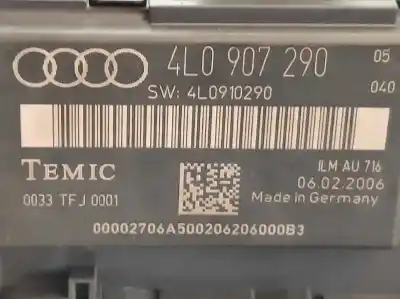 4L0 907 290 05
SW: 4L0910290 040
TEMIC
0033 TFJ 0001
ILM AU 716
06.02.2006
Made in Germany
00002706A500206206000B3